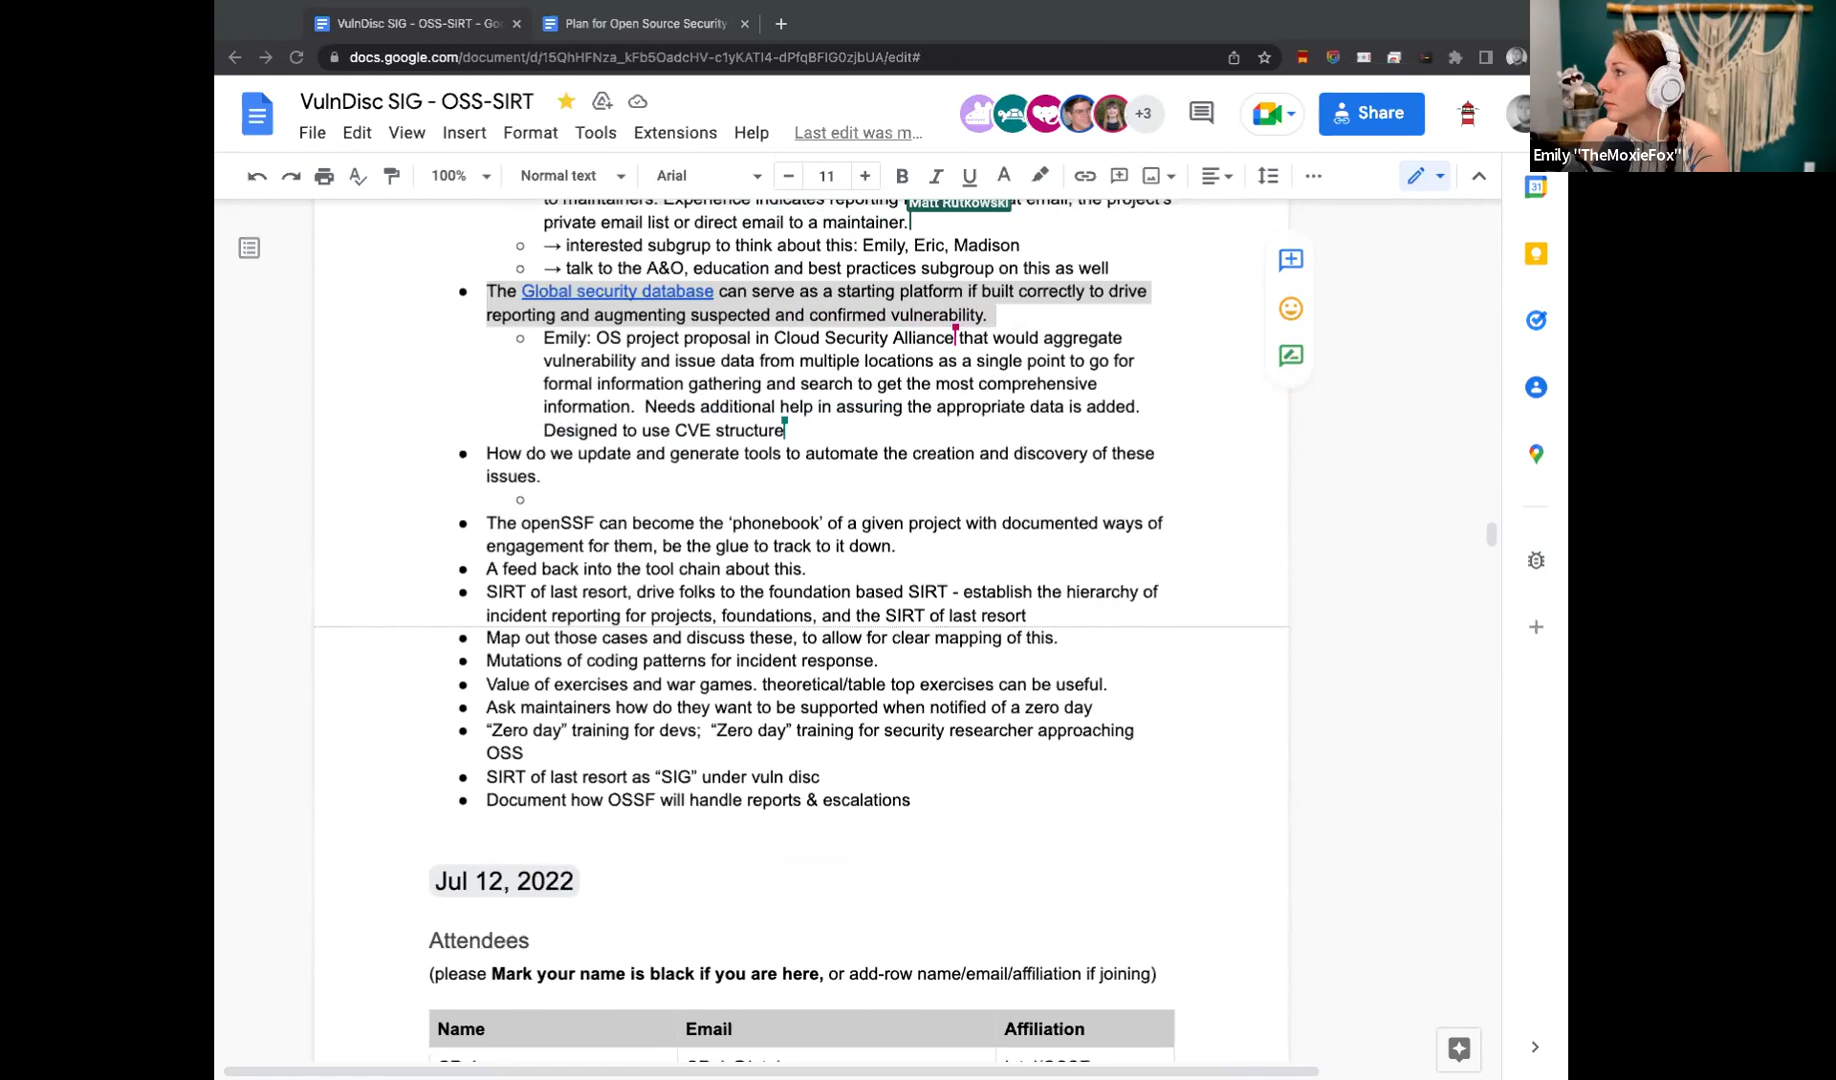 VulnDisc SIG - OSS-SIRT - Go
Plan for Open Source Security
docs.google.com/document/d/15QhHFNza_kFb5OadcHV-c1yKATI4-dPfqBFIG0zjbUA/edit#
VulnDisc SIG - OSS-SIRT
+3
Share
File Edit View Insert Format Tools Extensions Help Last edit was m...
Emily "TheMoxieFox"
100% Normal text Arial 11
31
to maintainers. Experience indicates reporting email, the project's
Matt Rutkowski
private email list or direct email to a maintainer.
→ interested subgrup to think about this: Emily, Eric, Madison
→ talk to the A&O, education and best practices subgroup on this as well
The Global security database can serve as a starting platform if built correctly to drive
reporting and augmenting suspected and confirmed vulnerability.
Emily: OS project proposal in Cloud Security Alliance that would aggregate
vulnerability and issue data from multiple locations as a single point to go for
formal information gathering and search to get the most comprehensive
information. Needs additional help in assuring the appropriate data is added.
Designed to use CVE structure
How do we update and generate tools to automate the creation and discovery of these
issues.
The openSSF can become the ‘phonebook’ of a given project with documented ways of
engagement for them, be the glue to track to it down.
A feed back into the tool chain about this.
SIRT of last resort, drive folks to the foundation based SIRT - establish the hierarchy of
incident reporting for projects, foundations, and the SIRT of last resort
Map out those cases and discuss these, to allow for clear mapping of this.
Mutations of coding patterns for incident response.
Value of exercises and war games. theoretical/table top exercises can be useful.
Ask maintainers how do they want to be supported when notified of a zero day
“Zero day” training for devs; “Zero day” training for security researcher approaching
OSS
SIRT of last resort as “SIG” under vuln disc
Document how OSSF will handle reports & escalations
Jul 12, 2022
Attendees
(please Mark your name is black if you are here, or add-row name/email/affiliation if joining)
Name Email Affiliation